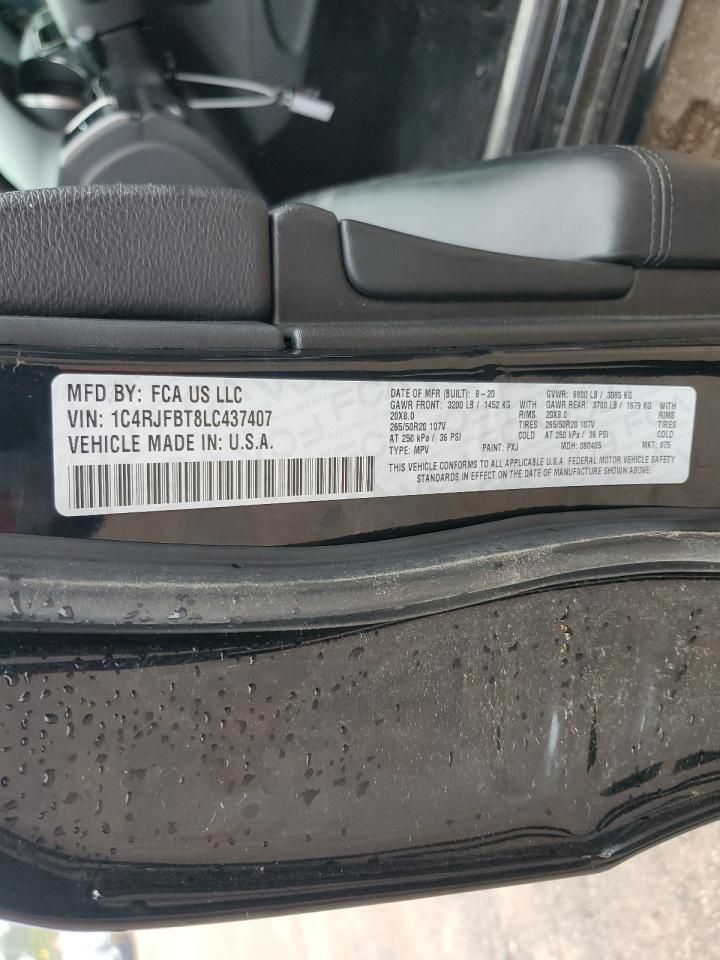 MFD BY: FCA US LLC
VIN: 1C4RJFBT8LC437407
VEHICLE MADE IN: U.S.A.
DATE OF MFR (BUILT): 8-20 GVWR: 6800 LB / 3085 KG
GAWR FRONT: 3200 LB / 1452 KG WITH GAWR REAR: 3700 LB / 1679 KG WITH
20X8.0 RIMS 20X8.0 RIMS
265/50R20 107V TIRES 265/50R20 107V TIRES
AT 250 kPa / 36 PSI COLD AT 250 kPa / 36 PSI COLD
TYPE: MPV PAINT: PXJ MDH: 080405 MKT: 875
THIS VEHICLE CONFORMS TO ALL APPLICABLE U.S.A. FEDERAL MOTOR VEHICLE SAFETY
STANDARDS IN EFFECT ON THE DATE OF MANUFACTURE SHOWN ABOVE.